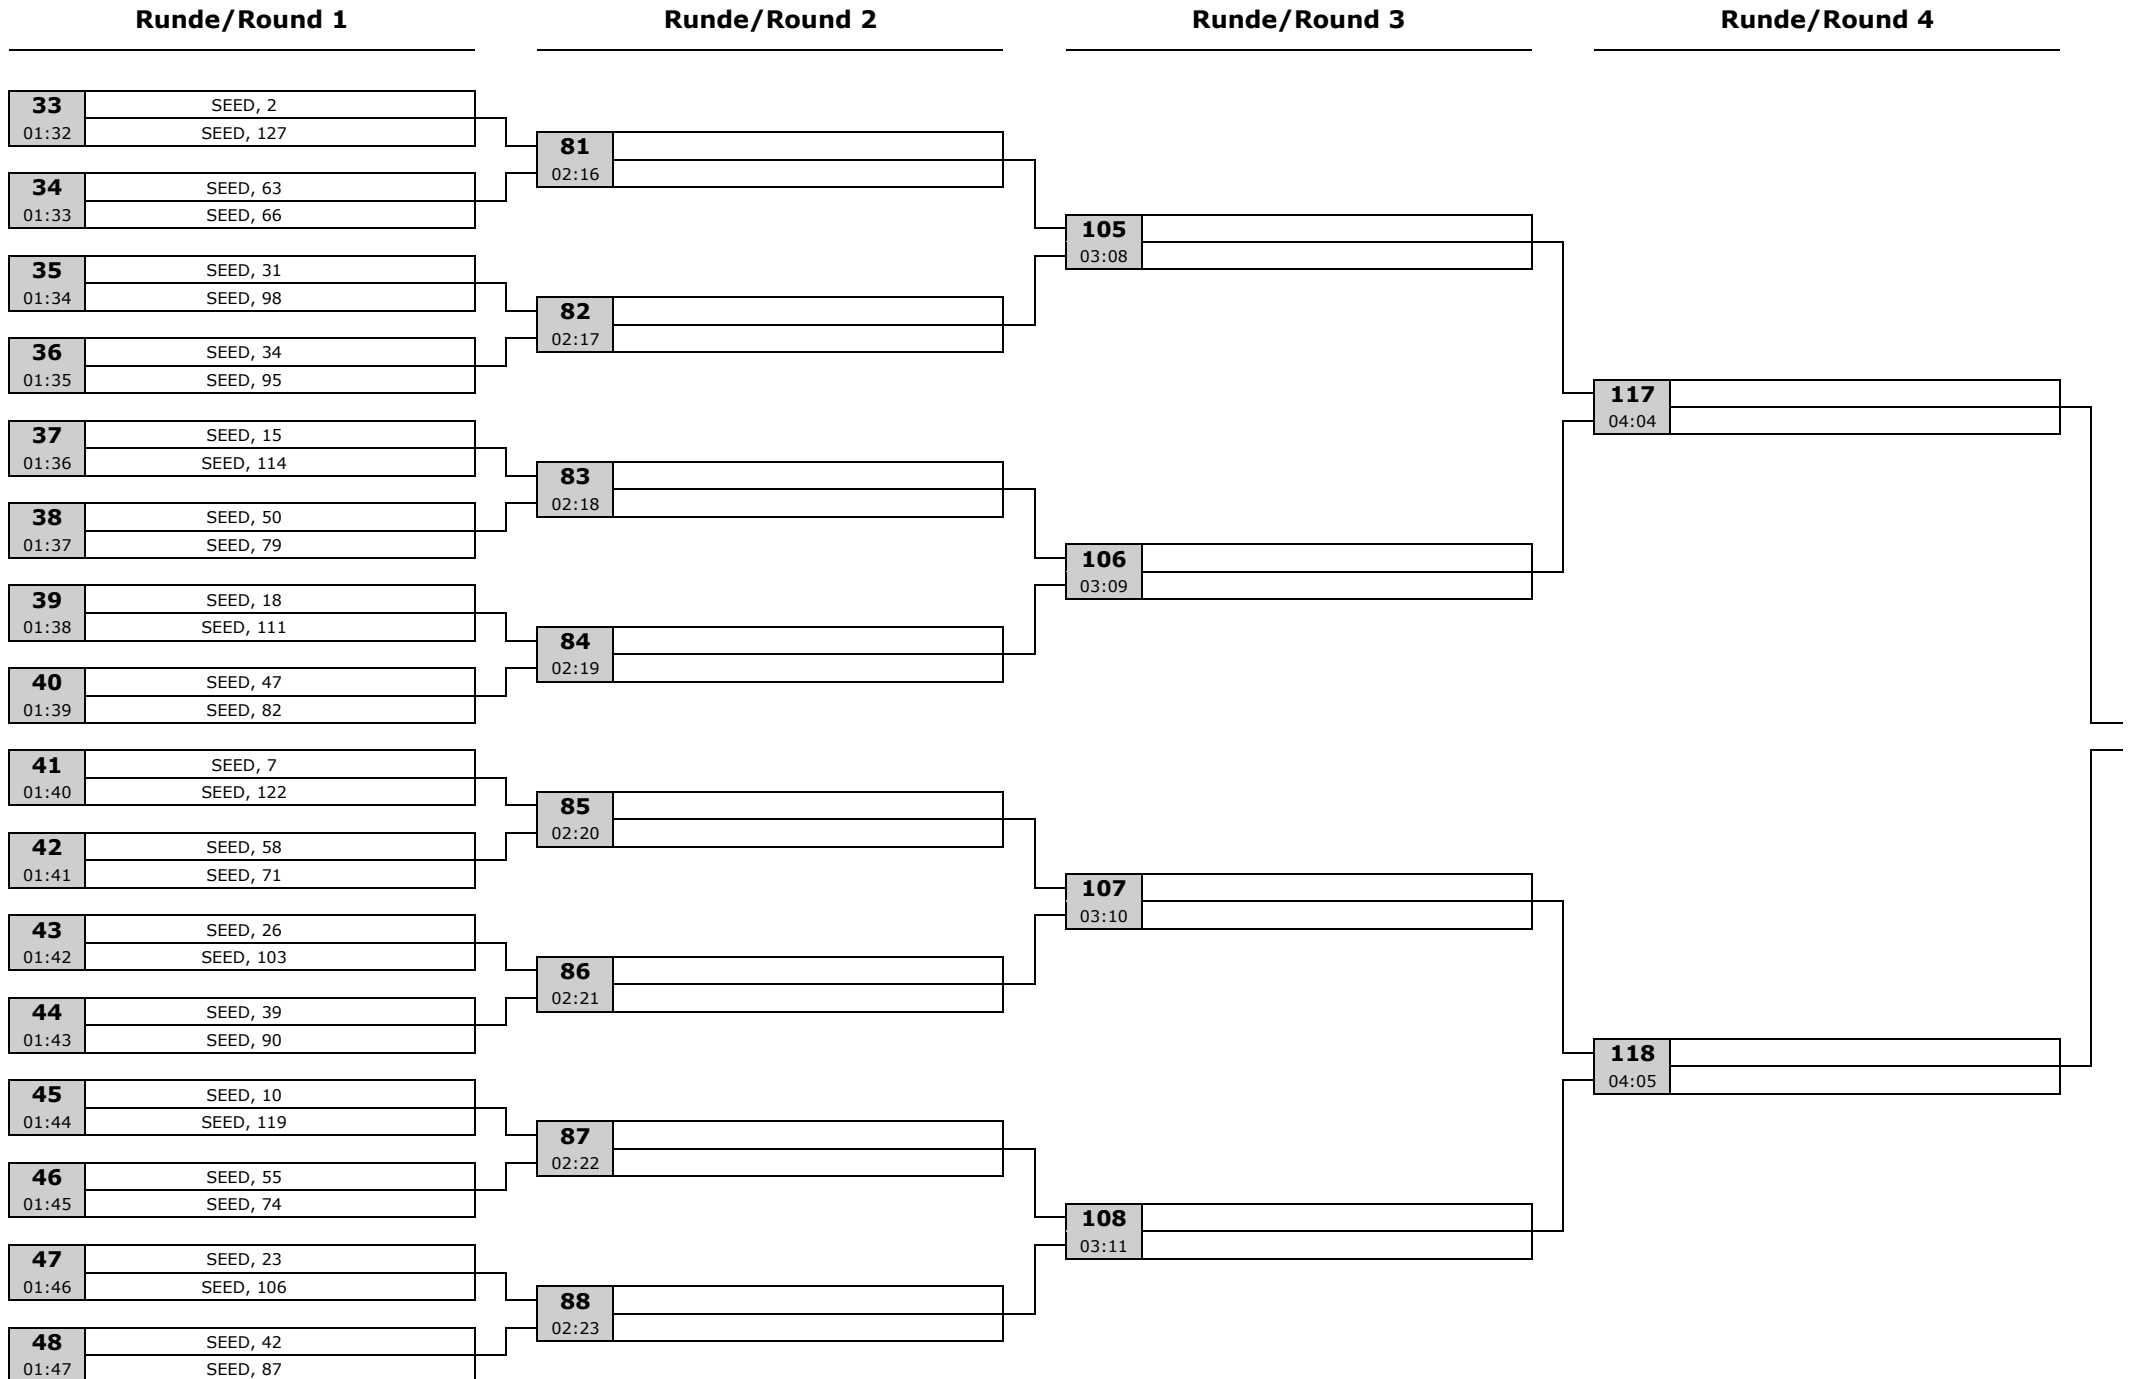 Runde/Round 1
Runde/Round 2
Runde/Round 3
Runde/Round 4
33
SEED, 2
01:32
SEED, 127
34
SEED, 63
01:33
SEED, 66
35
SEED, 31
01:34
SEED, 98
36
SEED, 34
01:35
SEED, 95
37
SEED, 15
01:36
SEED, 114
38
SEED, 50
01:37
SEED, 79
39
SEED, 18
01:38
SEED, 111
40
SEED, 47
01:39
SEED, 82
41
SEED, 7
01:40
SEED, 122
42
SEED, 58
01:41
SEED, 71
43
SEED, 26
01:42
SEED, 103
44
SEED, 39
01:43
SEED, 90
45
SEED, 10
01:44
SEED, 119
46
SEED, 55
01:45
SEED, 74
47
SEED, 23
01:46
SEED, 106
48
SEED, 42
01:47
SEED, 87
81
02:16
82
02:17
83
02:18
84
02:19
85
02:20
86
02:21
87
02:22
88
02:23
105
03:08
106
03:09
107
03:10
108
03:11
117
04:04
118
04:05